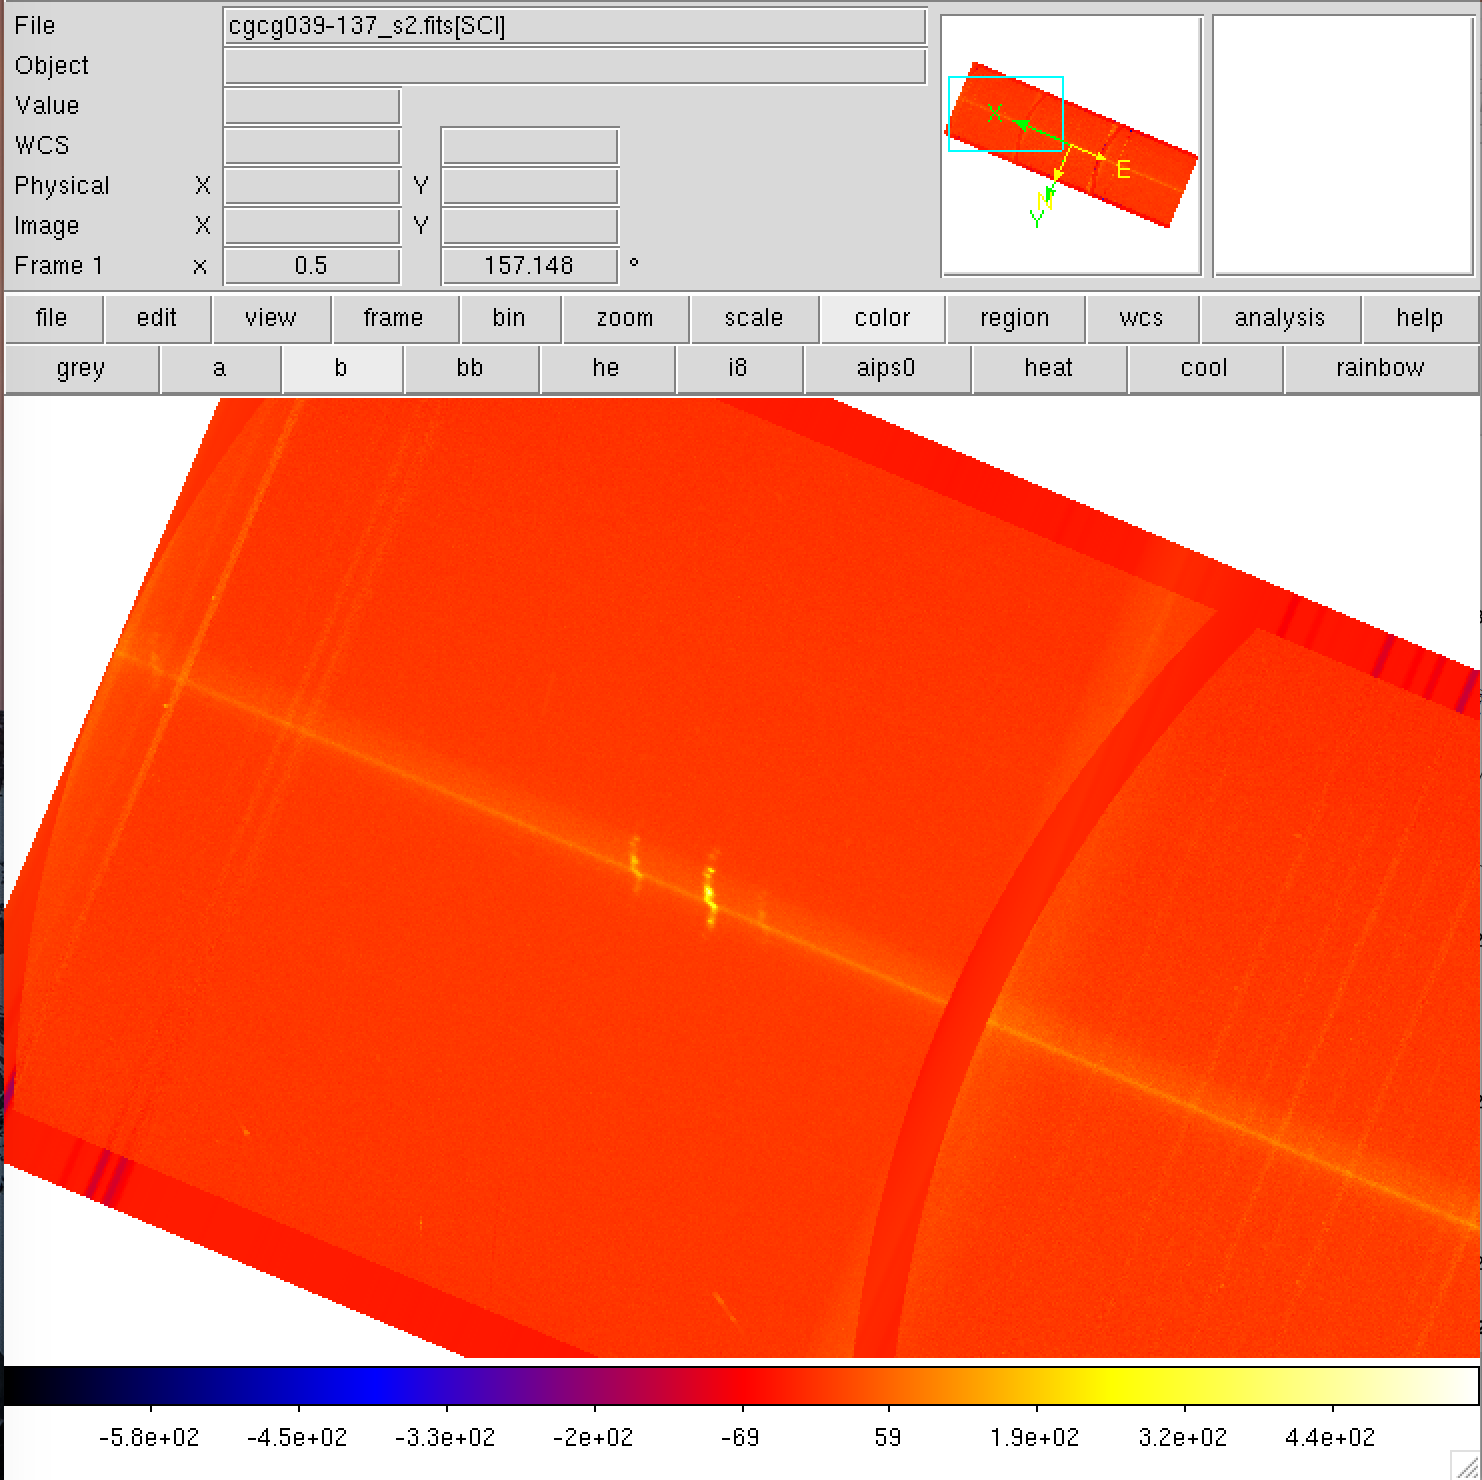 File cgcg039-137_s2.fits[SCI]
Object
Value
WCS
Physical X Y
Image X Y
Frame 1 x 0.5 157.148 °
X
E
N
Y
file edit view frame bin zoom scale color region wcs analysis help
grey a b bb he i8 aips0 heat cool rainbow
-5.8e+02 -4.5e+02 -3.3e+02 -2e+02 -69 59 1.9e+02 3.2e+02 4.4e+02